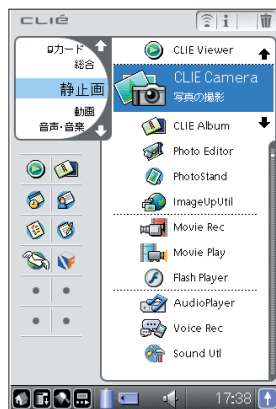 CLIÉ
ロカード
総合
静止画
動画
音声・音楽
CLIE Viewer
CLIE Camera
写真の撮影
CLIE Album
Photo Editor
PhotoStand
ImageUpUtil
Movie Rec
Movie Play
Flash Player
AudioPlayer
Voice Rec
Sound Utl
17:38